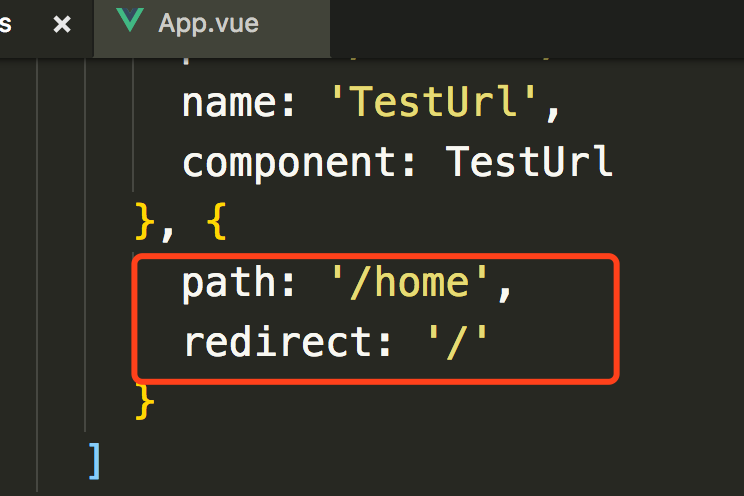 s × App.vue
name: 'TestUrl',
component: TestUrl
}, {
path: '/home',
redirect: '/'
}
]